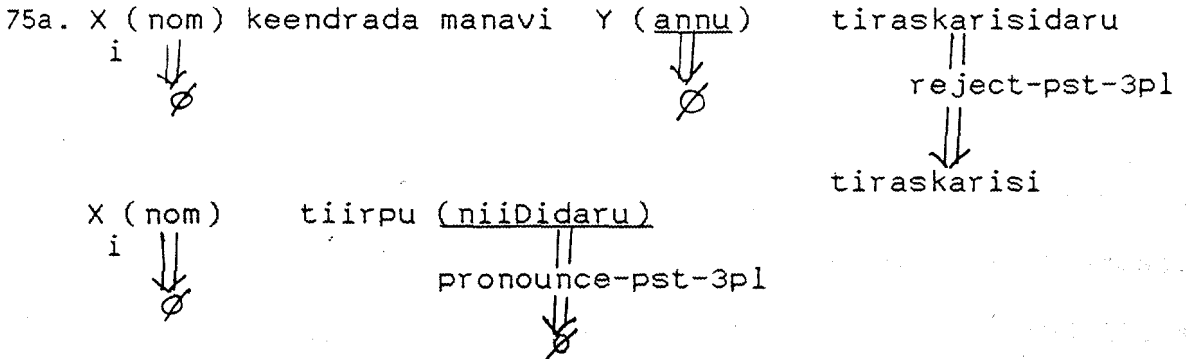 75a. X ( nom ) keendrada manavi Y ( annu ) tiraskarisidaru
i
ø ø reject-pst-3pl
tiraskarisi
X ( nom ) tiirpu (niiDidaru)
i
pronounce-pst-3pl
ø
ø